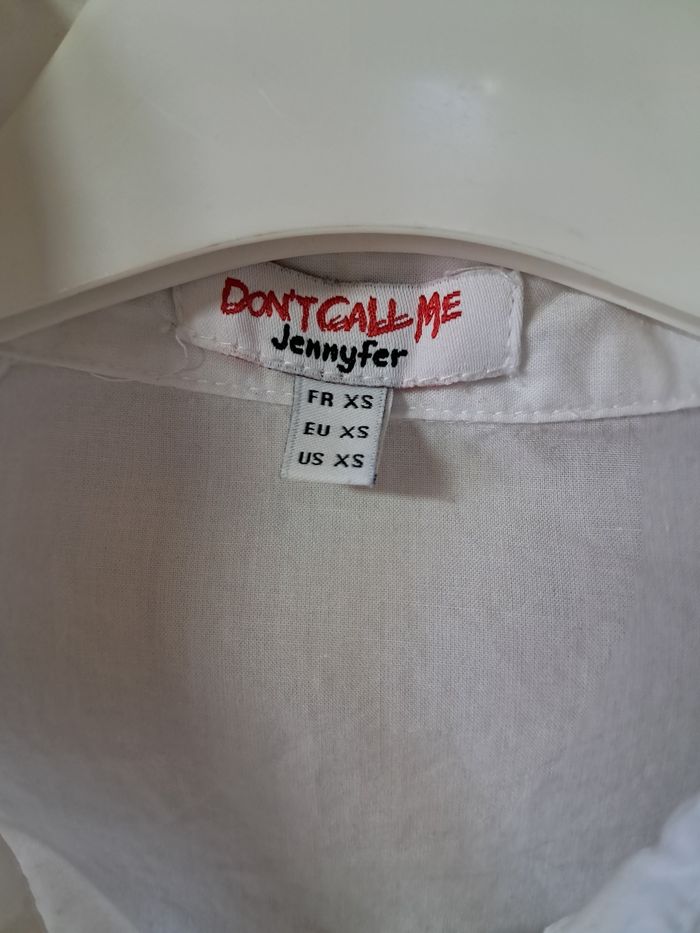 DON'T CALL ME
Jennyfer
FR XS
EU XS
US XS